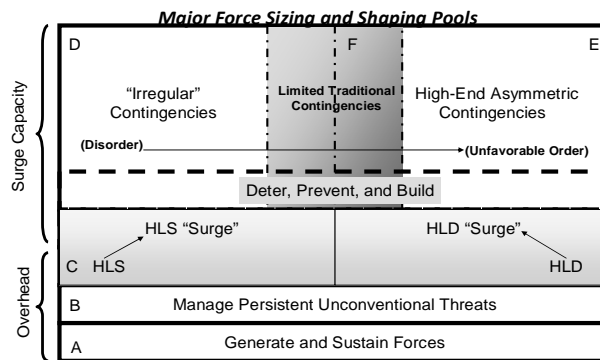 Major Force Sizing and Shaping Pools
D
F
E
“Irregular”
Contingencies
Limited Traditional
Contingencies
High-End Asymmetric
Contingencies
(Disorder)
(Unfavorable Order)
Deter, Prevent, and Build
Surge Capacity
HLS “Surge”
HLD “Surge”
C
HLS
HLD
Overhead
B
Manage Persistent Unconventional Threats
A
Generate and Sustain Forces